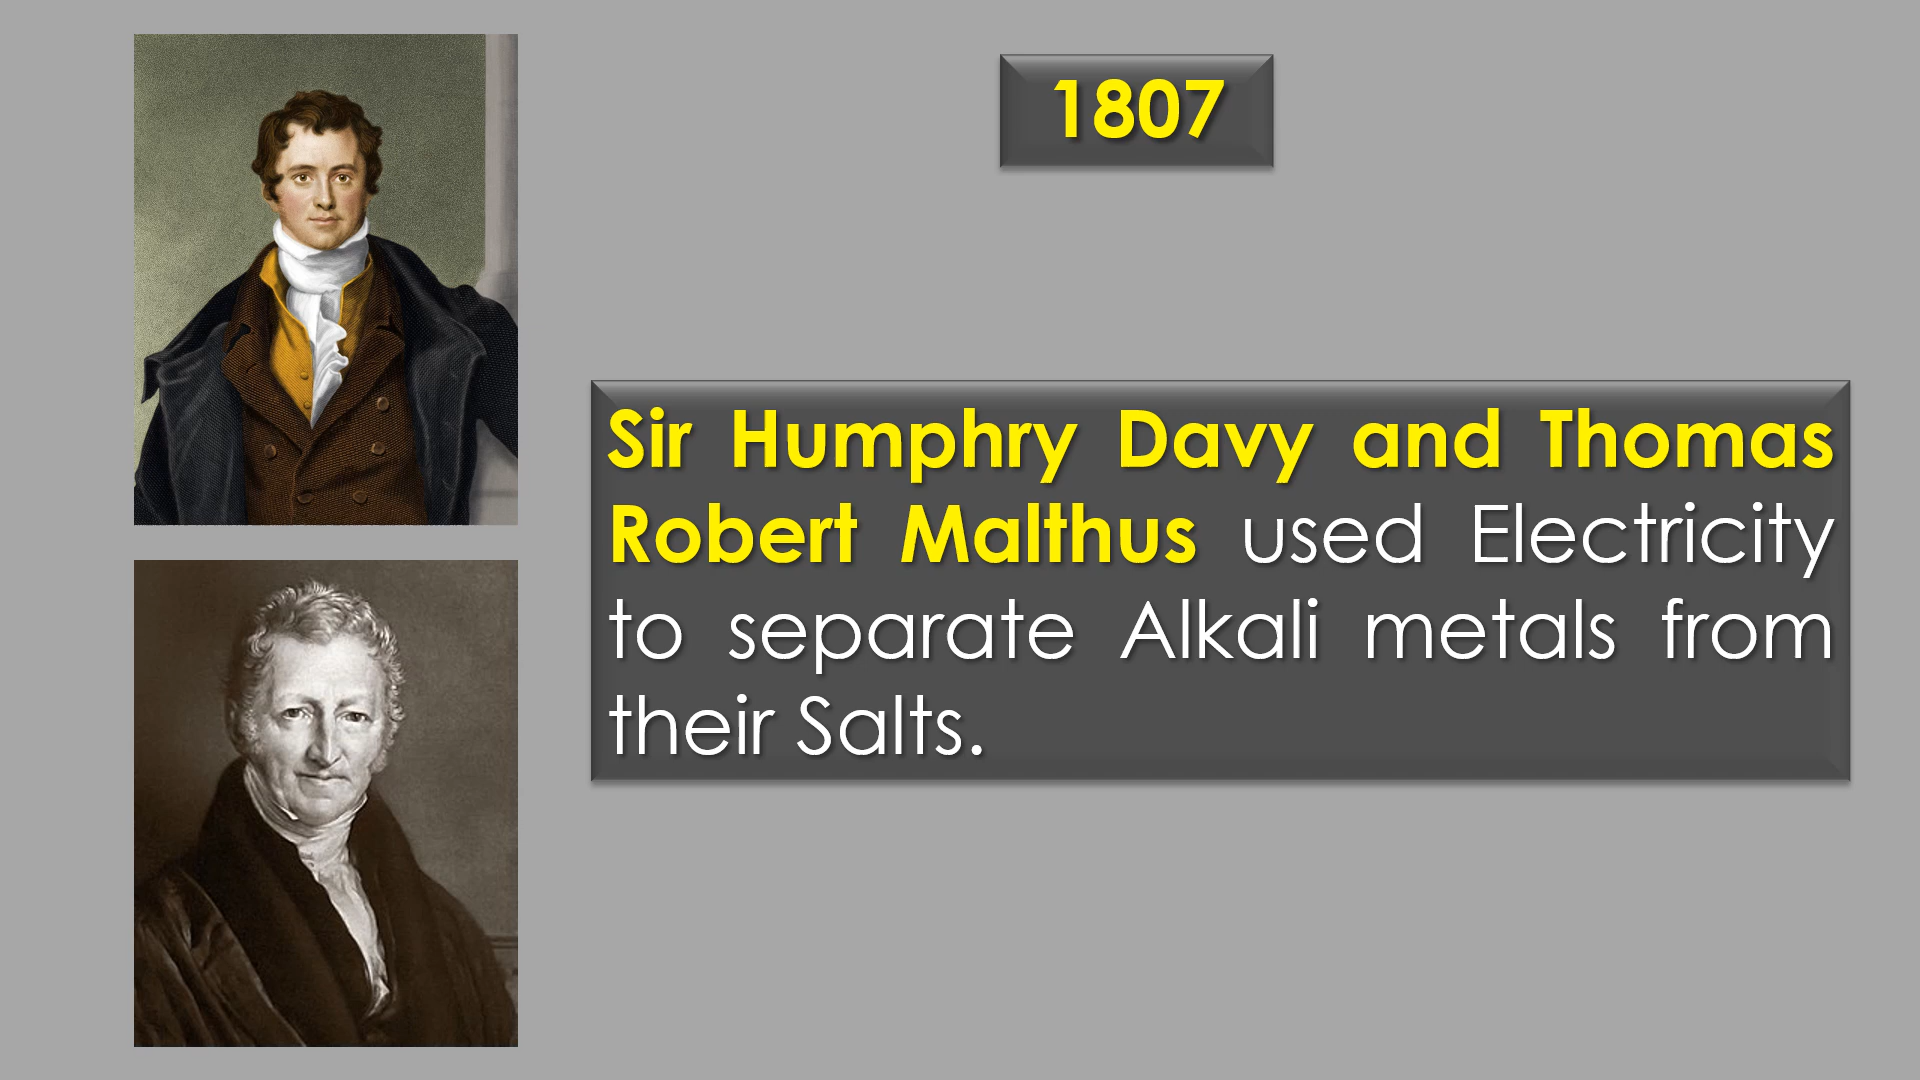 1807
Sir Humphry Davy and Thomas
Robert Malthus used Electricity
to separate Alkali metals from
their Salts.